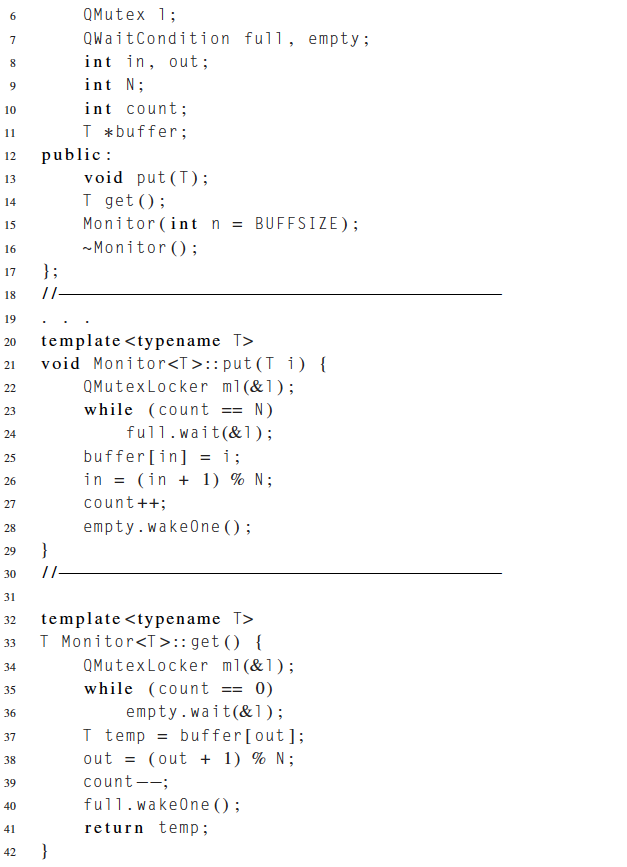 6 QMutex l;
7 QWaitCondition full, empty;
8 int in, out;
9 int N;
10 int count;
11 T *buffer;
12 public:
13 void put(T);
14 T get();
15 Monitor(int n = BUFFSIZE);
16 ~Monitor();
17 };
18 //————————————————————
19 . . .
20 template<typename T>
21 void Monitor<T>::put(T i) {
22 QMutexLocker ml(&l);
23 while (count == N)
24 full.wait(&l);
25 buffer[in] = i;
26 in = (in + 1) % N;
27 count++;
28 empty.wakeOne();
29 }
30 //————————————————————
31
32 template<typename T>
33 T Monitor<T>::get() {
34 QMutexLocker ml(&l);
35 while (count == 0)
36 empty.wait(&l);
37 T temp = buffer[out];
38 out = (out + 1) % N;
39 count——;
40 full.wakeOne();
41 return temp;
42 }